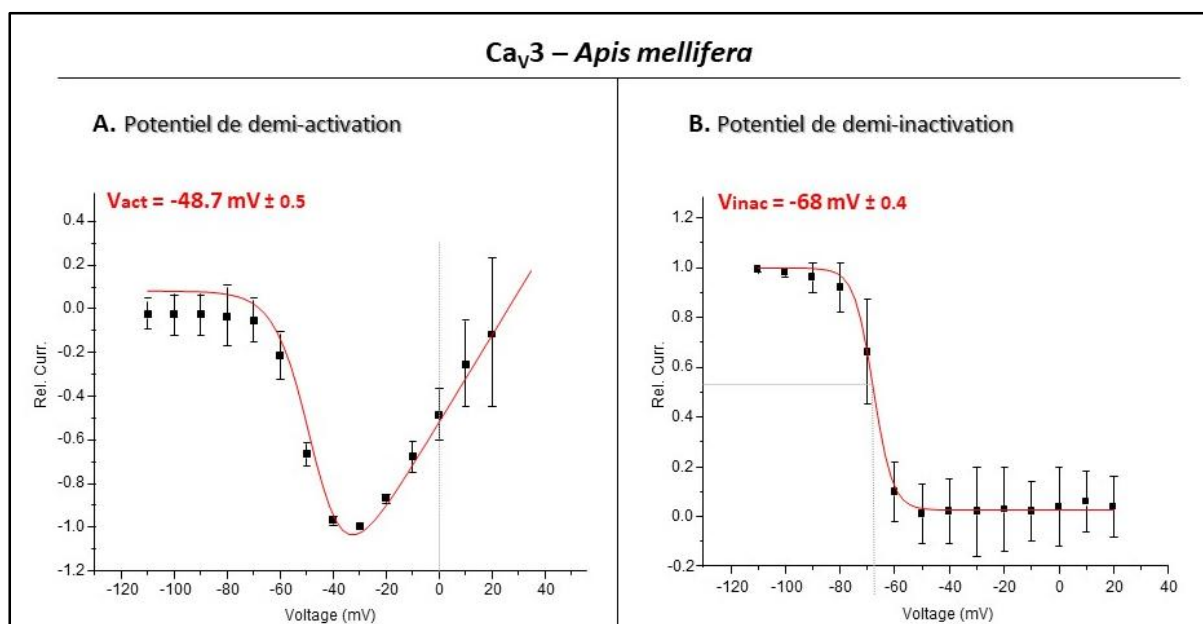 Caᵥ3 – Apis mellifera
A. Potentiel de demi-activation
Vact = -48.7 mV ± 0.5
0.4
0.2
0.0
-0.2
-0.4
-0.6
-0.8
-1.0
-1.2
Rel. Curr.
-120 -100 -80 -60 -40 -20 0 20 40
Voltage (mV)
B. Potentiel de demi-inactivation
Vinac = -68 mV ± 0.4
1.2
1.0
0.8
0.6
0.4
0.2
0.0
-0.2
Rel. Curr.
-120 -100 -80 -60 -40 -20 0 20 40
Voltage (mV)